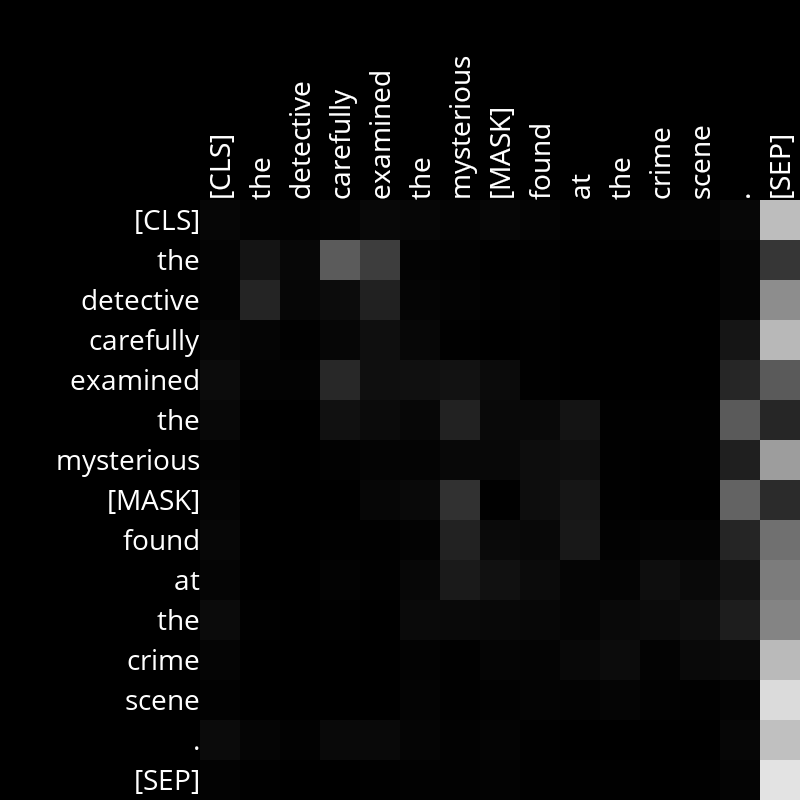 [CLS]
the
detective
carefully
examined
the
mysterious
[MASK]
found
at
the
crime
scene
.
[SEP]
[CLS]
the
detective
carefully
examined
the
mysterious
[MASK]
found
at
the
crime
scene
.
[SEP]